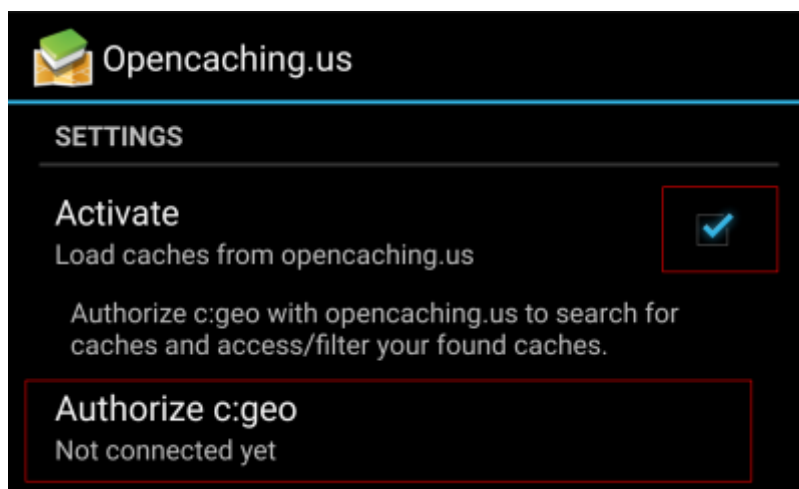 Opencaching.us
SETTINGS
Activate
Load caches from opencaching.us
Authorize c:geo with opencaching.us to search for
caches and access/filter your found caches.
Authorize c:geo
Not connected yet